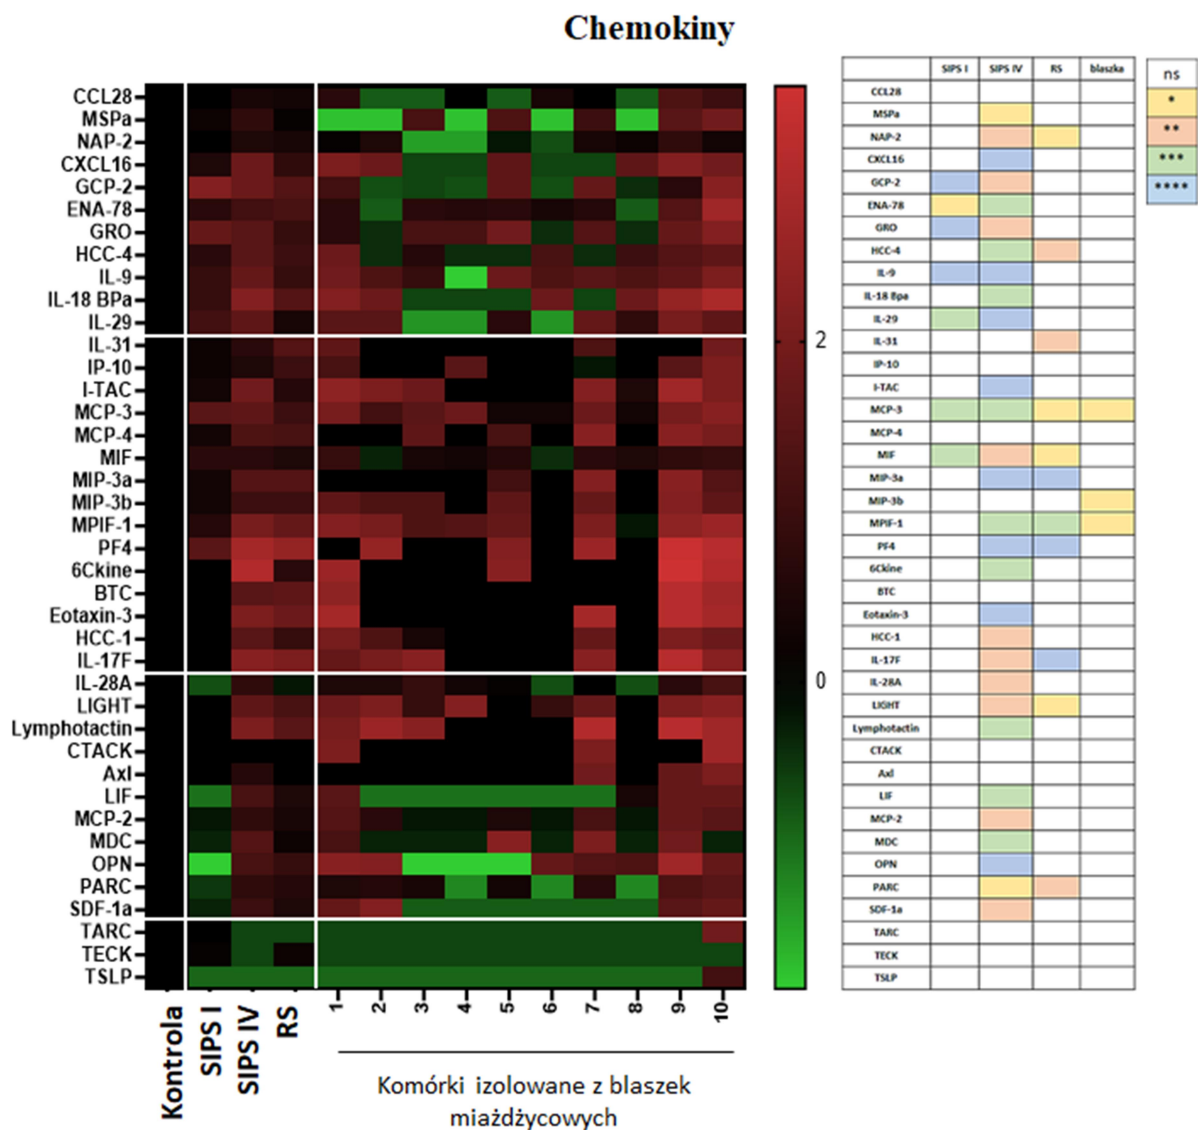 Chemokiny
CCL28
MSPa
NAP-2
CXCL16
GCP-2
ENA-78
GRO
HCC-4
IL-9
IL-18 BPa
IL-29
IL-31
IP-10
I-TAC
MCP-3
MCP-4
MIF
MIP-3a
MIP-3b
MPIF-1
PF4
6Ckine
BTC
Eotaxin-3
HCC-1
IL-17F
IL-28A
LIGHT
Lymphotactin
CTACK
Axl
LIF
MCP-2
MDC
OPN
PARC
SDF-1a
TARC
TECK
TSLP
Kontrola
SIPS I
SIPS IV
RS
1 2 3 4 5 6 7 8 9 10
Komórki izolowane z blaszek
miażdżycowych
2
0
SIPS I SIPS IV RS blaszka
CCL28
MSPa
NAP-2
CXCL16
GCP-2
ENA-78
GRO
HCC-4
IL-9
IL-18 Bpa
IL-29
IL-31
IP-10
I-TAC
MCP-3
MCP-4
MIF
MIP-3a
MIP-3b
MPIF-1
PF4
6Ckine
BTC
Eotaxin-3
HCC-1
IL-17F
IL-28A
LIGHT
Lymphotactin
CTACK
Axl
LIF
MCP-2
MDC
OPN
PARC
SDF-1a
TARC
TECK
TSLP
ns
*
**
***
****